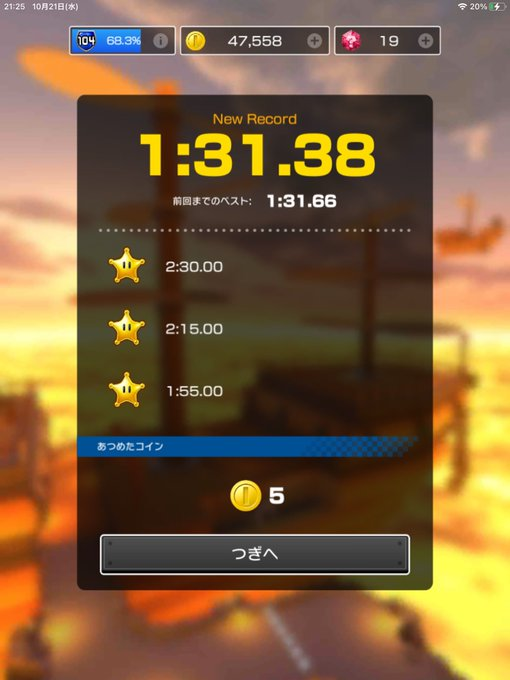 21:25 10月21日(水) 20%
104 68.3% 47,558 19
New Record
1:31.38
前回までのベスト: 1:31.66
2:30.00
2:15.00
1:55.00
あつめたコイン
5
つぎへ